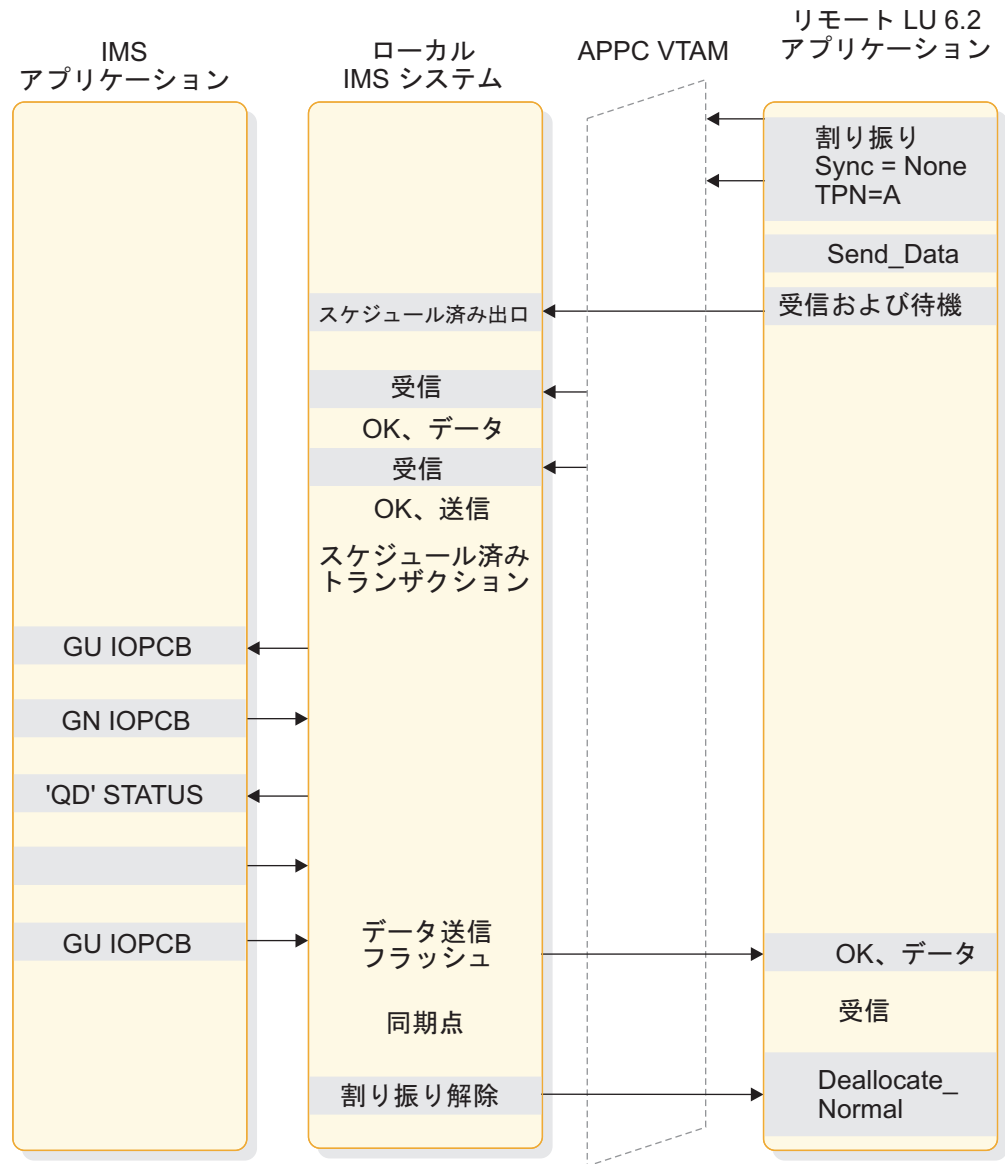 IMS
アプリケーション
ローカル
IMS システム
APPC VTAM
リモート LU 6.2
アプリケーション
割り振り
Sync = None
TPN=A
Send_Data
スケジュール済み出口
受信および待機
受信
OK、データ
受信
OK、送信
スケジュール済み
トランザクション
GU IOPCB
GN IOPCB
'QD' STATUS
GU IOPCB
データ送信
フラッシュ
OK、データ
同期点
受信
割り振り解除
Deallocate_
Normal